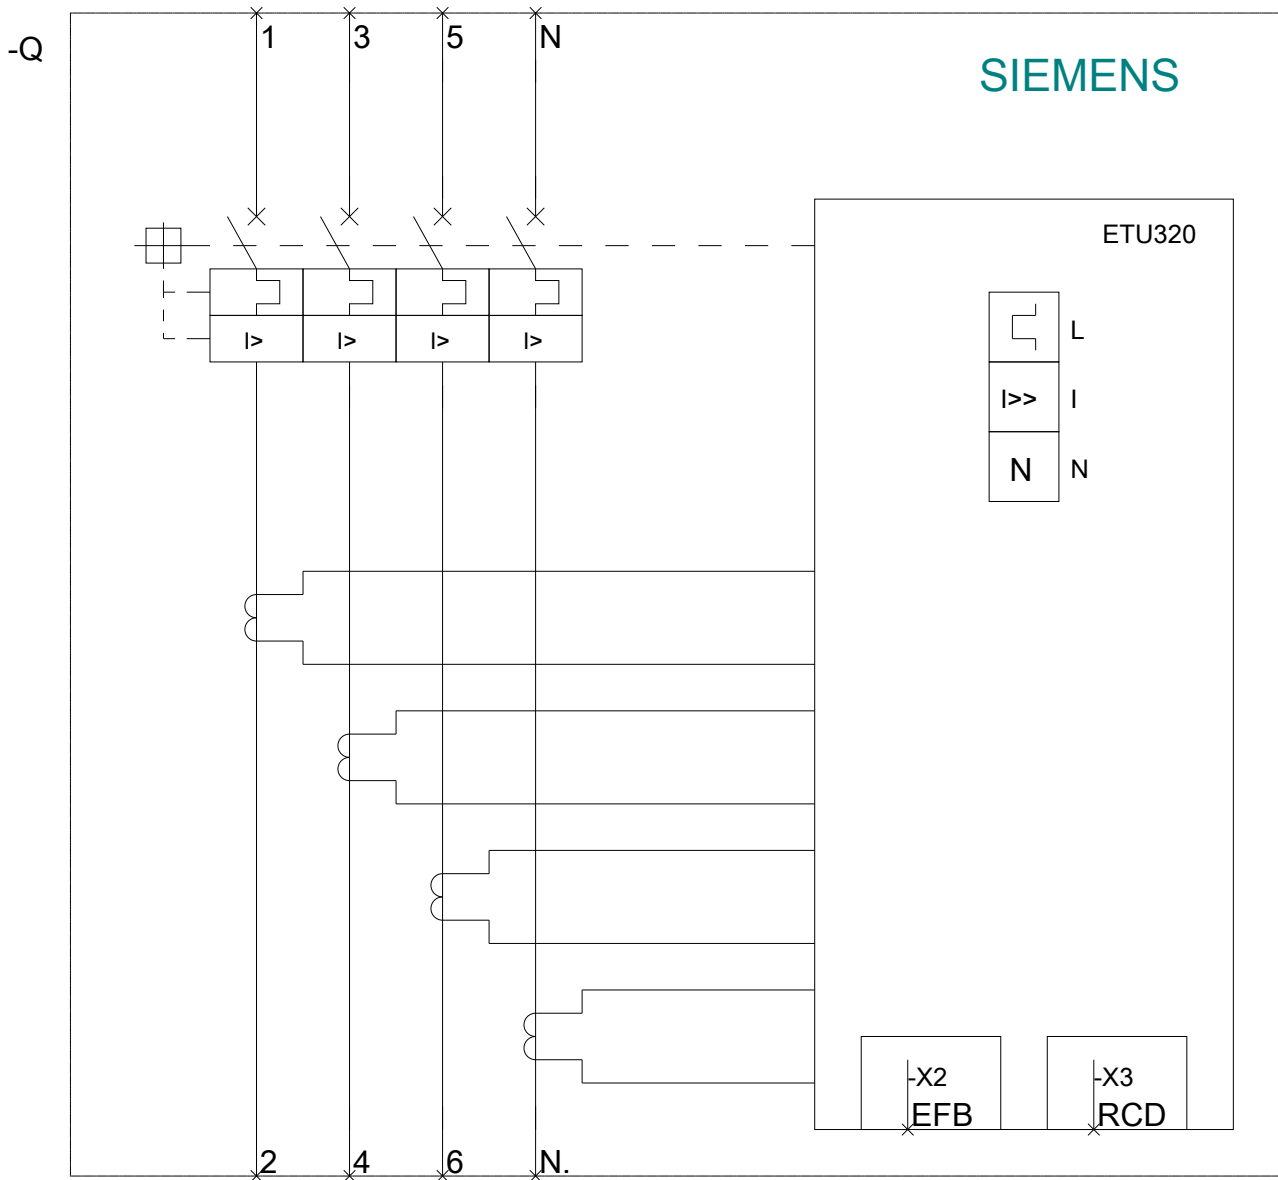 1 3 5 N
-Q
SIEMENS
ETU320
L
I> I> I> I>
I>> I
N N
-X2 -X3
EFB RCD
2 4 6 N.